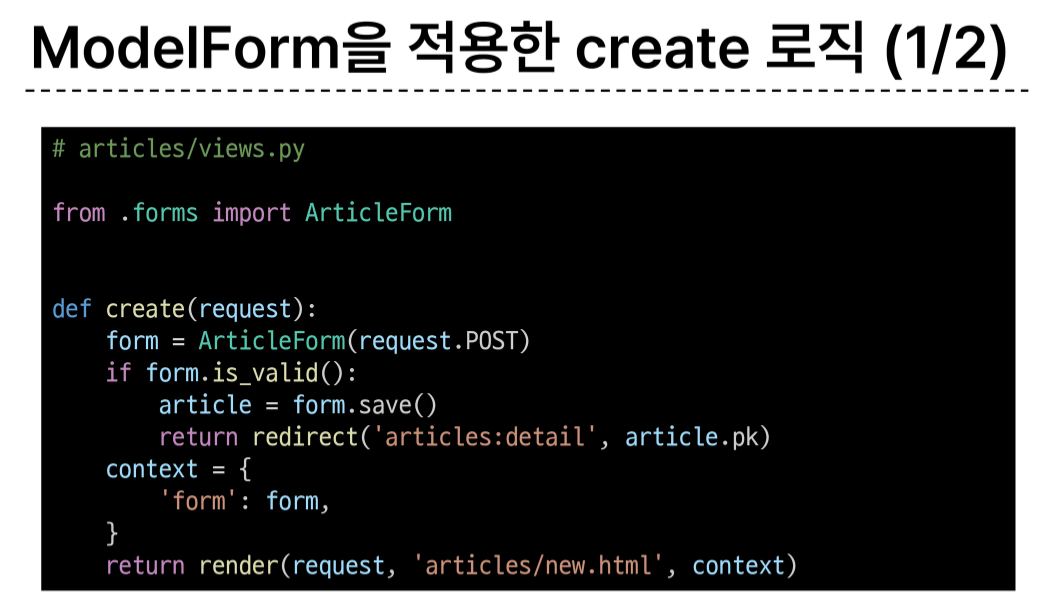 ModelForm을 적용한 create 로직 (1/2)
# articles/views.py
from .forms import ArticleForm
def create(request):
    form = ArticleForm(request.POST)
    if form.is_valid():
        article = form.save()
        return redirect('articles:detail', article.pk)
    context = {
        'form': form,
    }
    return render(request, 'articles/new.html', context)